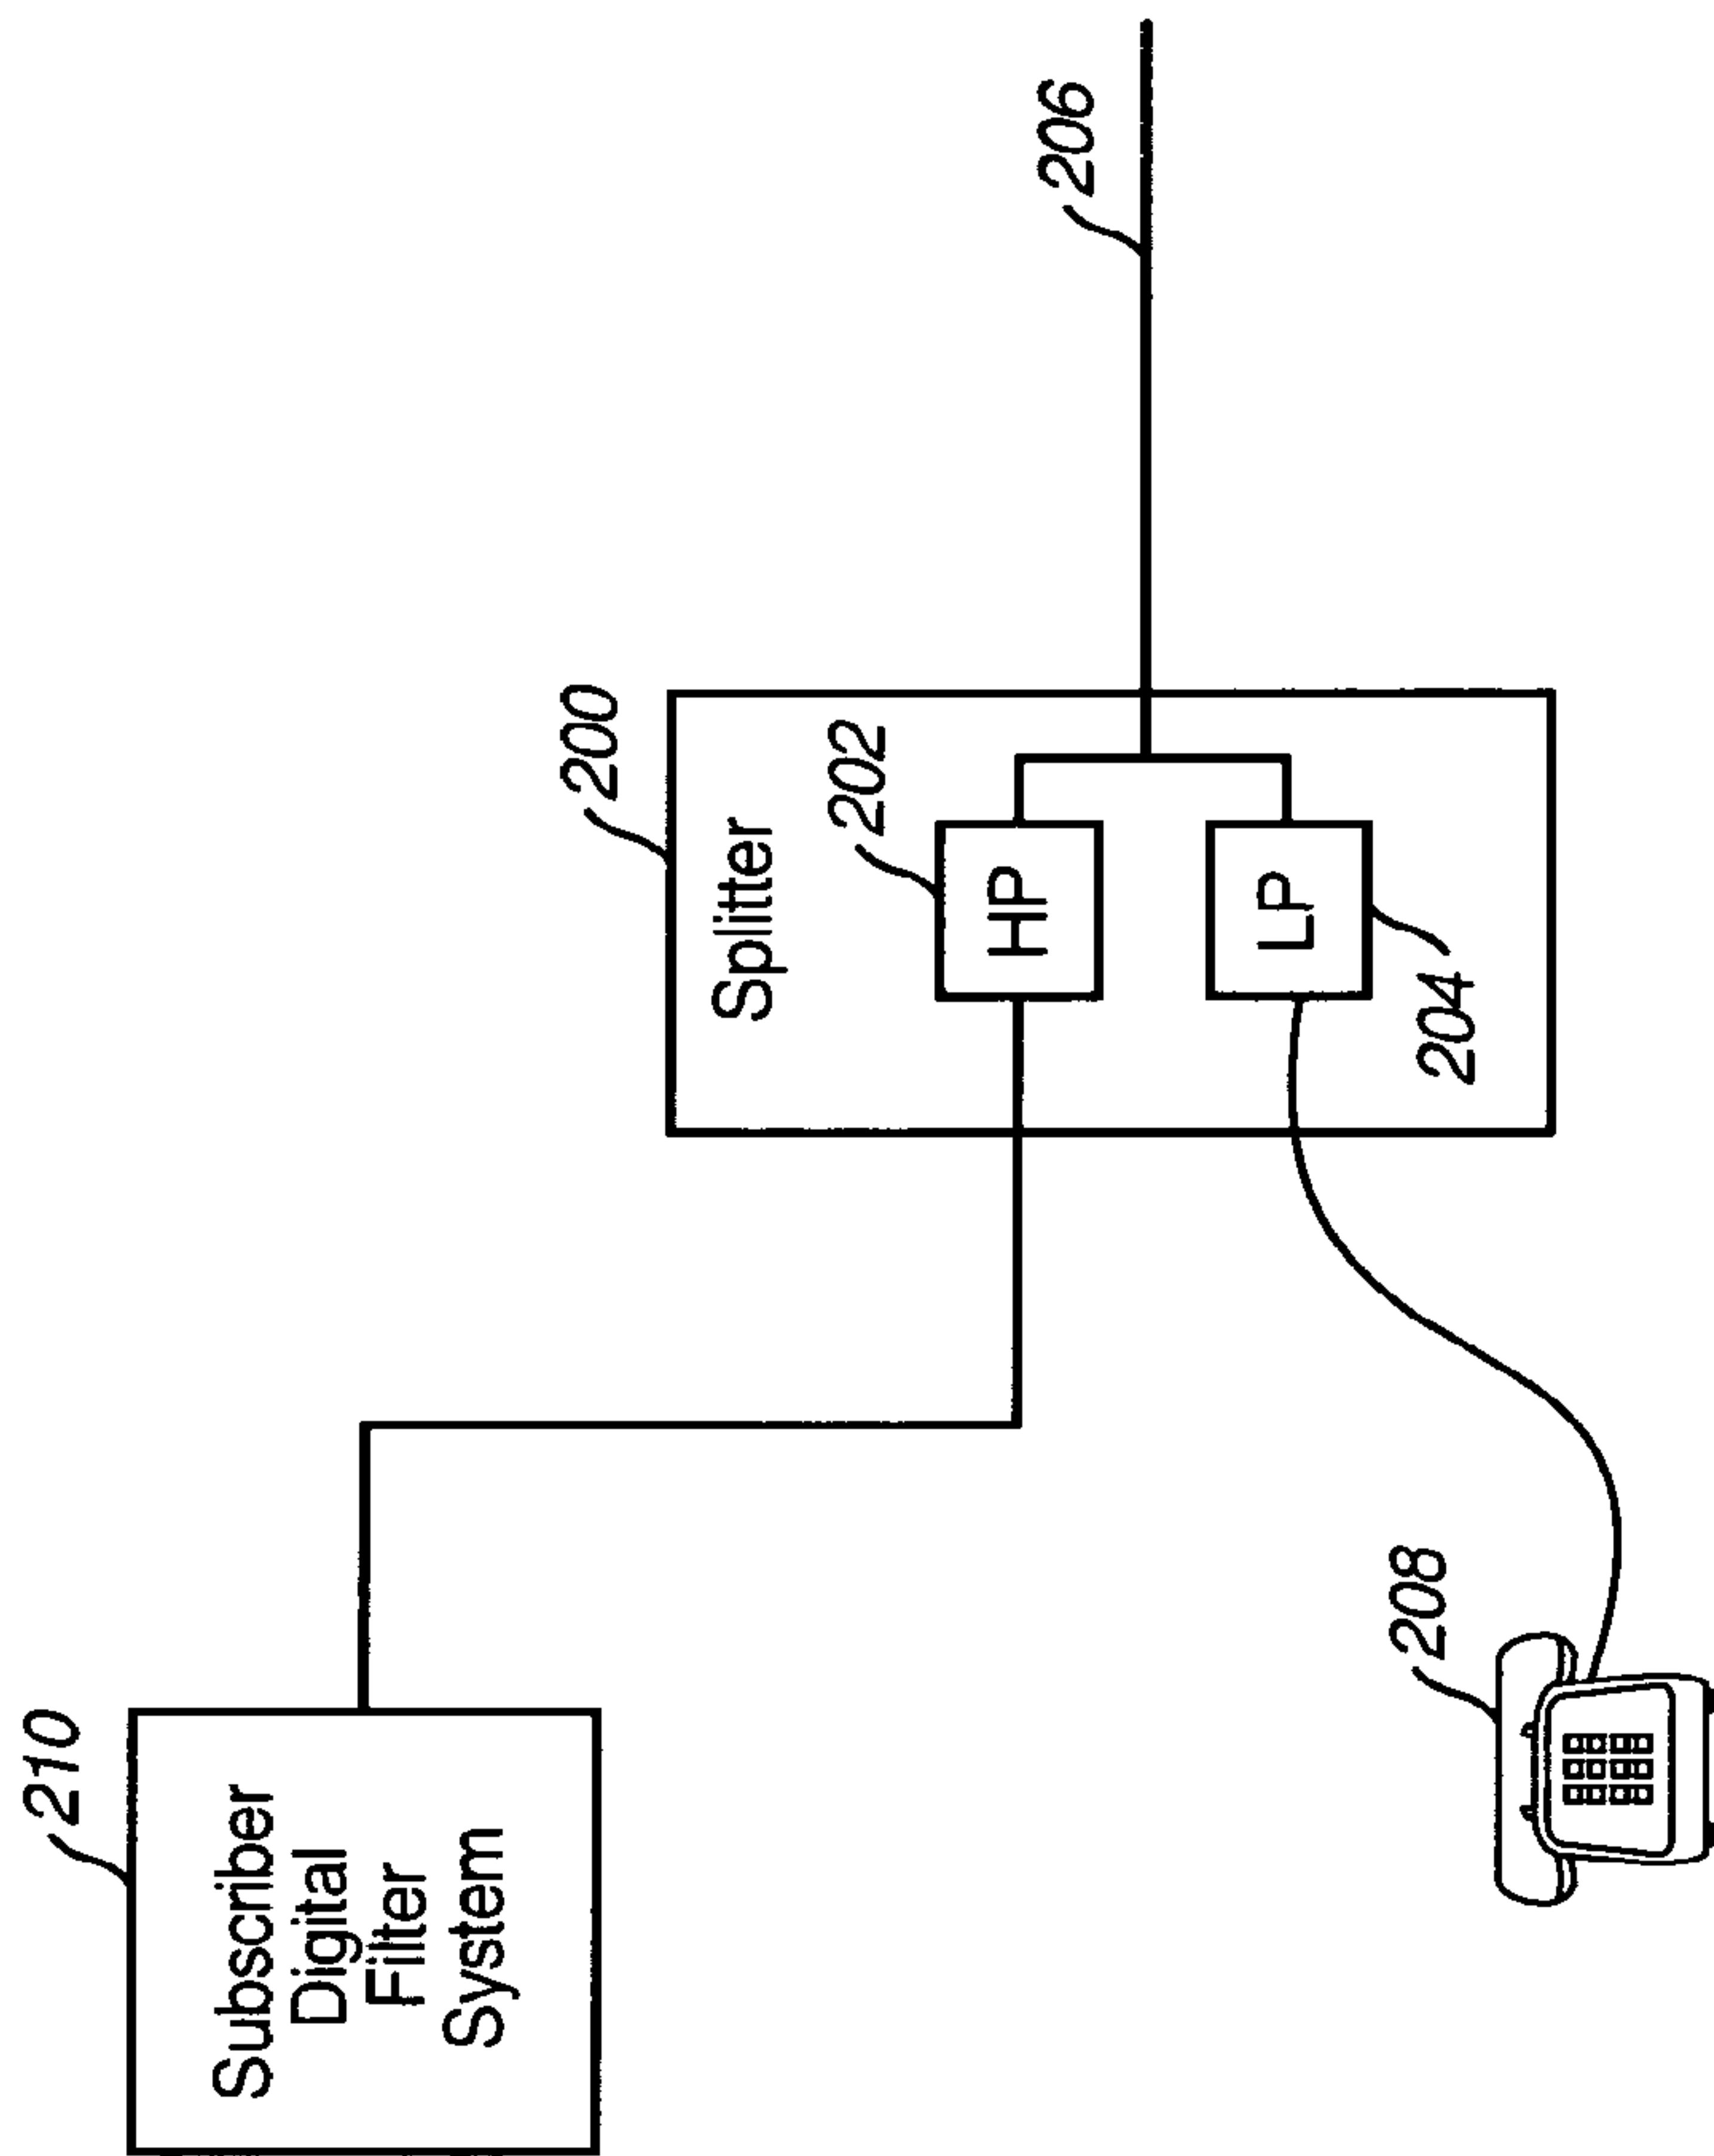 210
Subscriber
Digital
Filter
System
200
Splitter
202
HP
LP
204
206
208